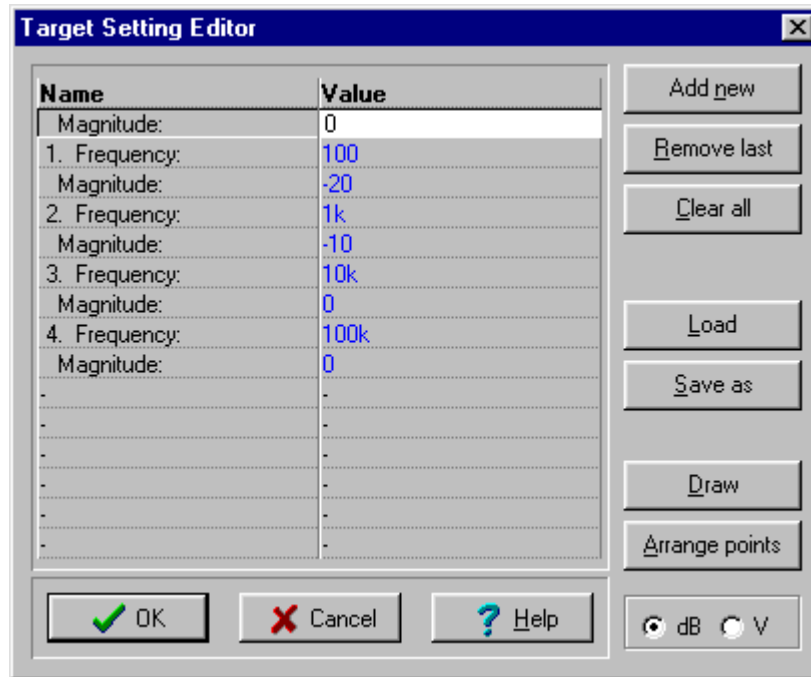 Target Setting Editor
Name Value
Magnitude: 0
1. Frequency: 100
Magnitude: -20
2. Frequency: 1k
Magnitude: -10
3. Frequency: 10k
Magnitude: 0
4. Frequency: 100k
Magnitude: 0
- -
- -
- -
- -
- -
- -
Add new
Remove last
Clear all
Load
Save as
Draw
Arrange points
OK Cancel ? Help
dB V